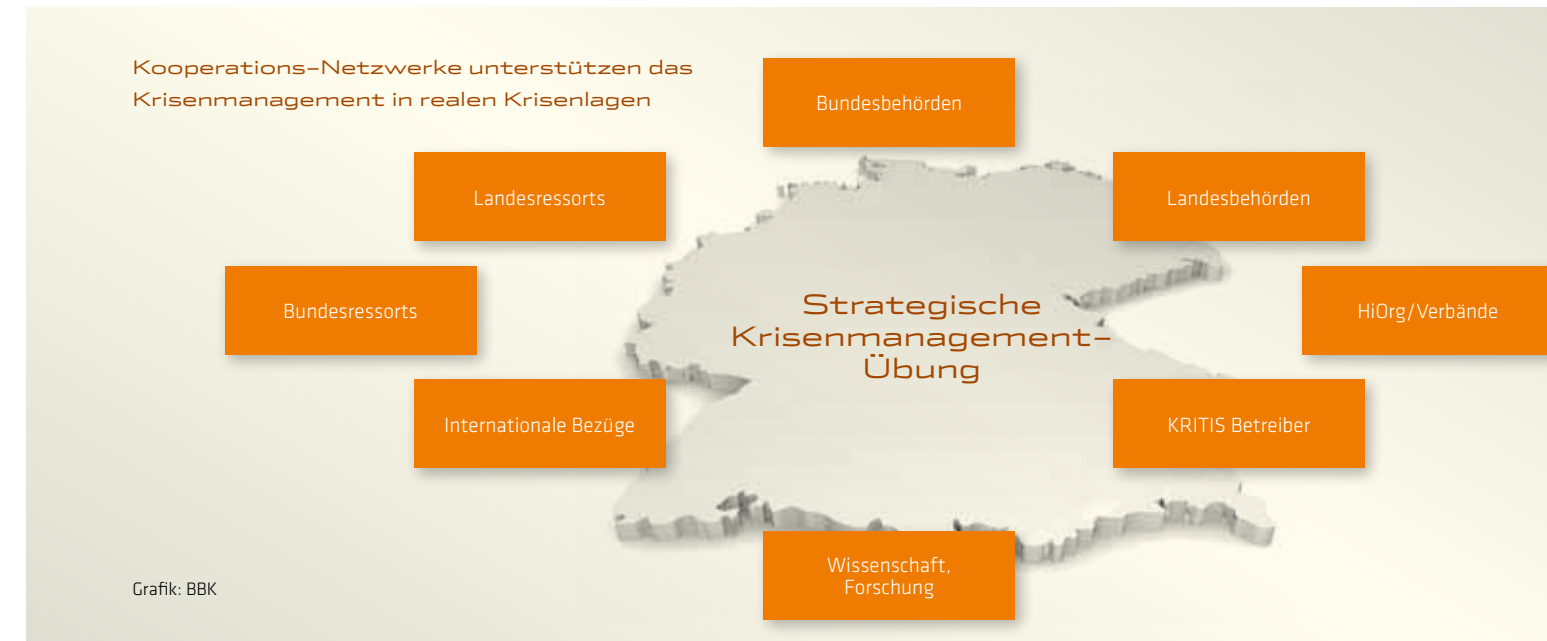 Kooperations-Netzwerke unterstützen das
Krisenmanagement in realen Krisenlagen
Bundesbehörden
Landesressorts
Landesbehörden
Bundesressorts
HiOrg/Verbände
Strategische
Krisenmanagement-
Übung
Internationale Bezüge
KRITIS Betreiber
Wissenschaft,
Forschung
Grafik: BBK